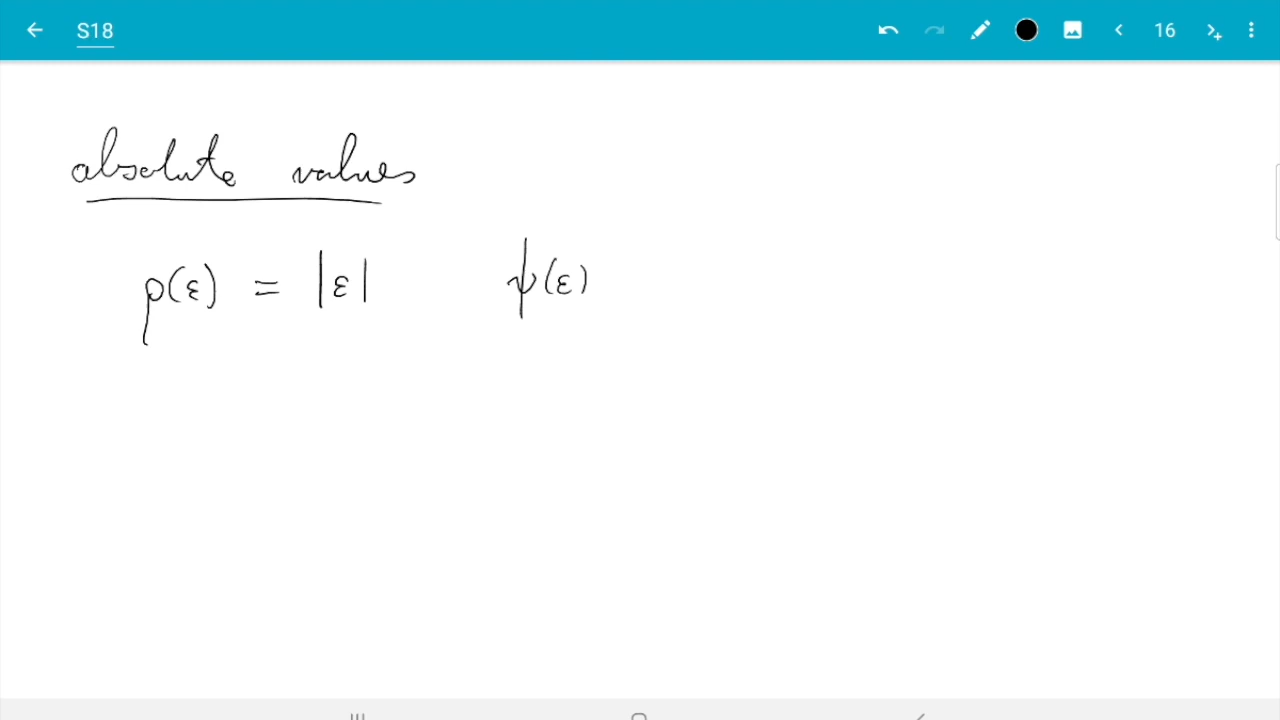 S18
16
absolute values
ρ(ε) = |ε| ψ(ε)